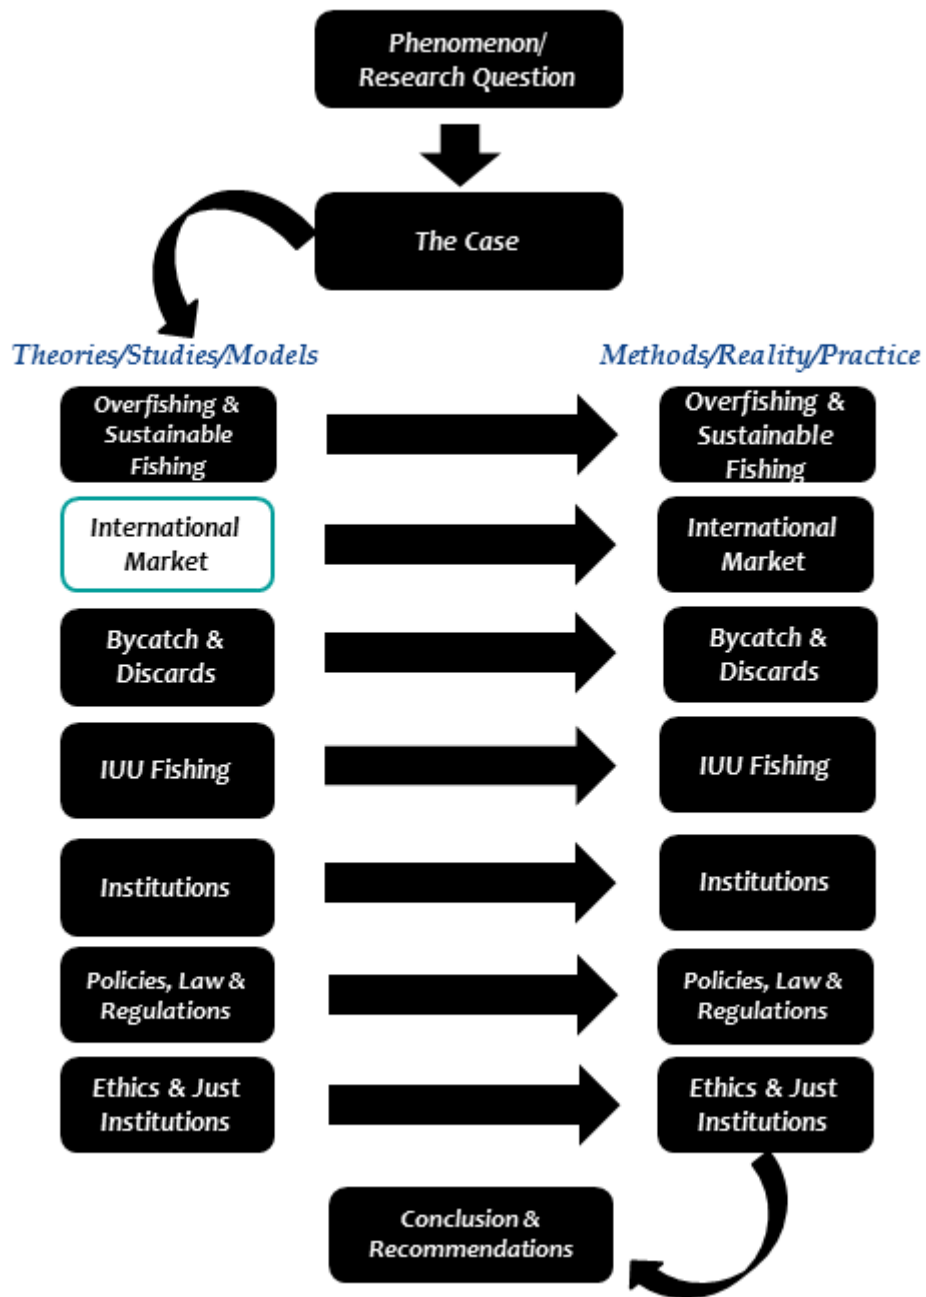 Phenomenon/
Research Question
The Case
Theories/Studies/Models
Methods/Reality/Practice
Overfishing &
Sustainable
Fishing
Overfishing &
Sustainable
Fishing
International
Market
International
Market
Bycatch &
Discards
Bycatch &
Discards
IUU Fishing
IUU Fishing
Institutions
Institutions
Policies, Law &
Regulations
Policies, Law &
Regulations
Ethics & Just
Institutions
Ethics & Just
Institutions
Conclusion &
Recommendations